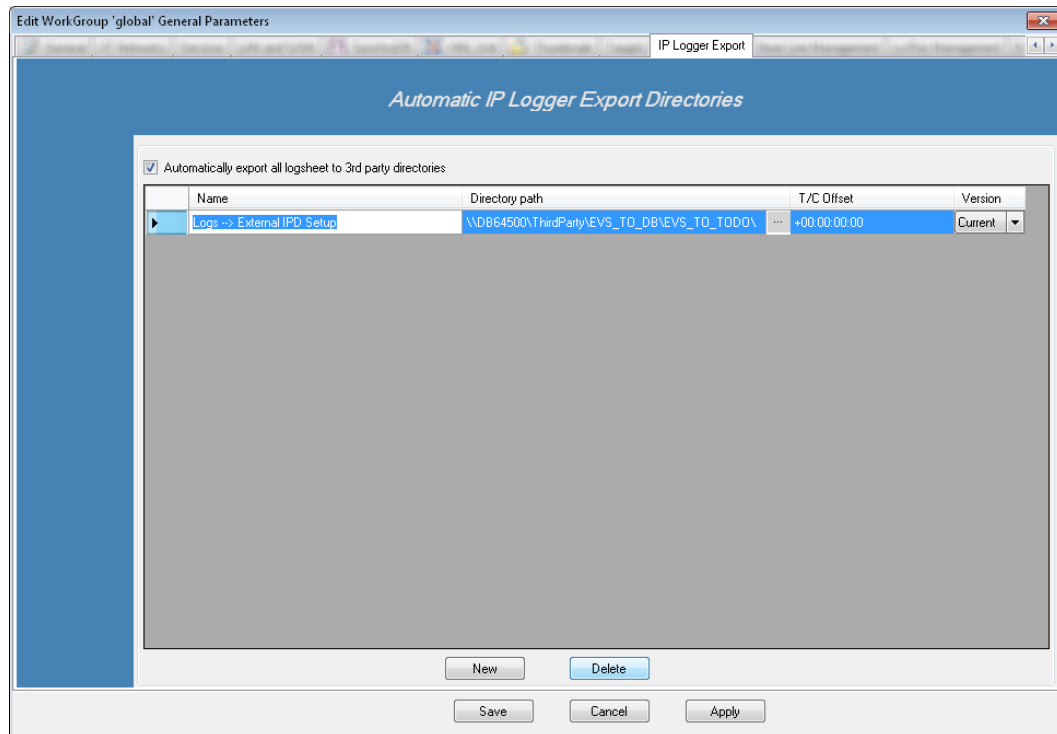 Edit WorkGroup 'global' General Parameters
IP Logger Export
Automatic IP Logger Export Directories
Automatically export all logsheet to 3rd party directories
Name Directory path T/C Offset Version
Logs --> External IPD Setup \\DB64500\ThirdParty\EVS_TO_DB\EVS_TO_TODO\ ... +00:00:00:00 Current
New Delete
Save Cancel Apply